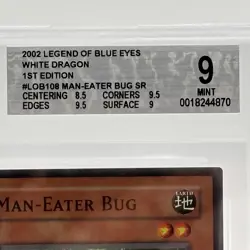 2002 LEGEND OF BLUE EYES
WHITE DRAGON
1ST EDITION
#LOB108 MAN-EATER BUG SR
CENTERING 8.5 CORNERS 9.5
EDGES 9.5 SURFACE 9
9
MINT
0018244870
MAN-EATER BUG
EARTH
地